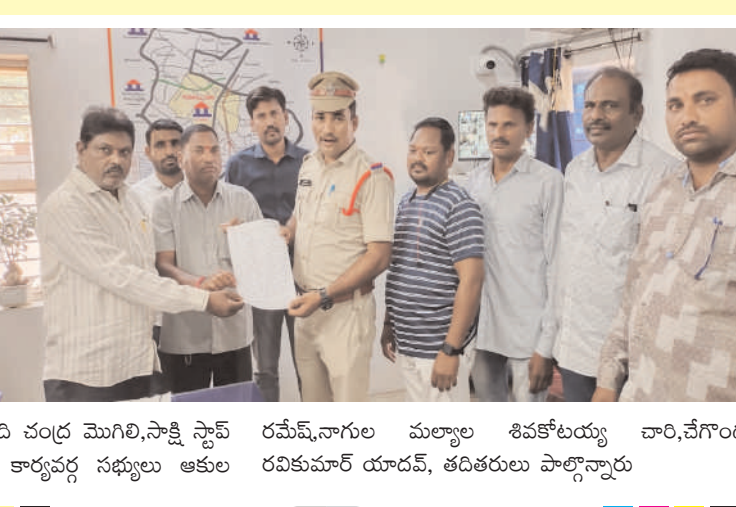 ది చంద్ర మొగిలి,సాక్షి స్టాప్
కార్యవర్గ సభ్యులు ఆకుల
రమేష్,నాగుల మల్యాల శివకోటయ్య చారి,చేగొండి
రవికుమార్ యాదవ్, తదితరులు పాల్గొన్నారు